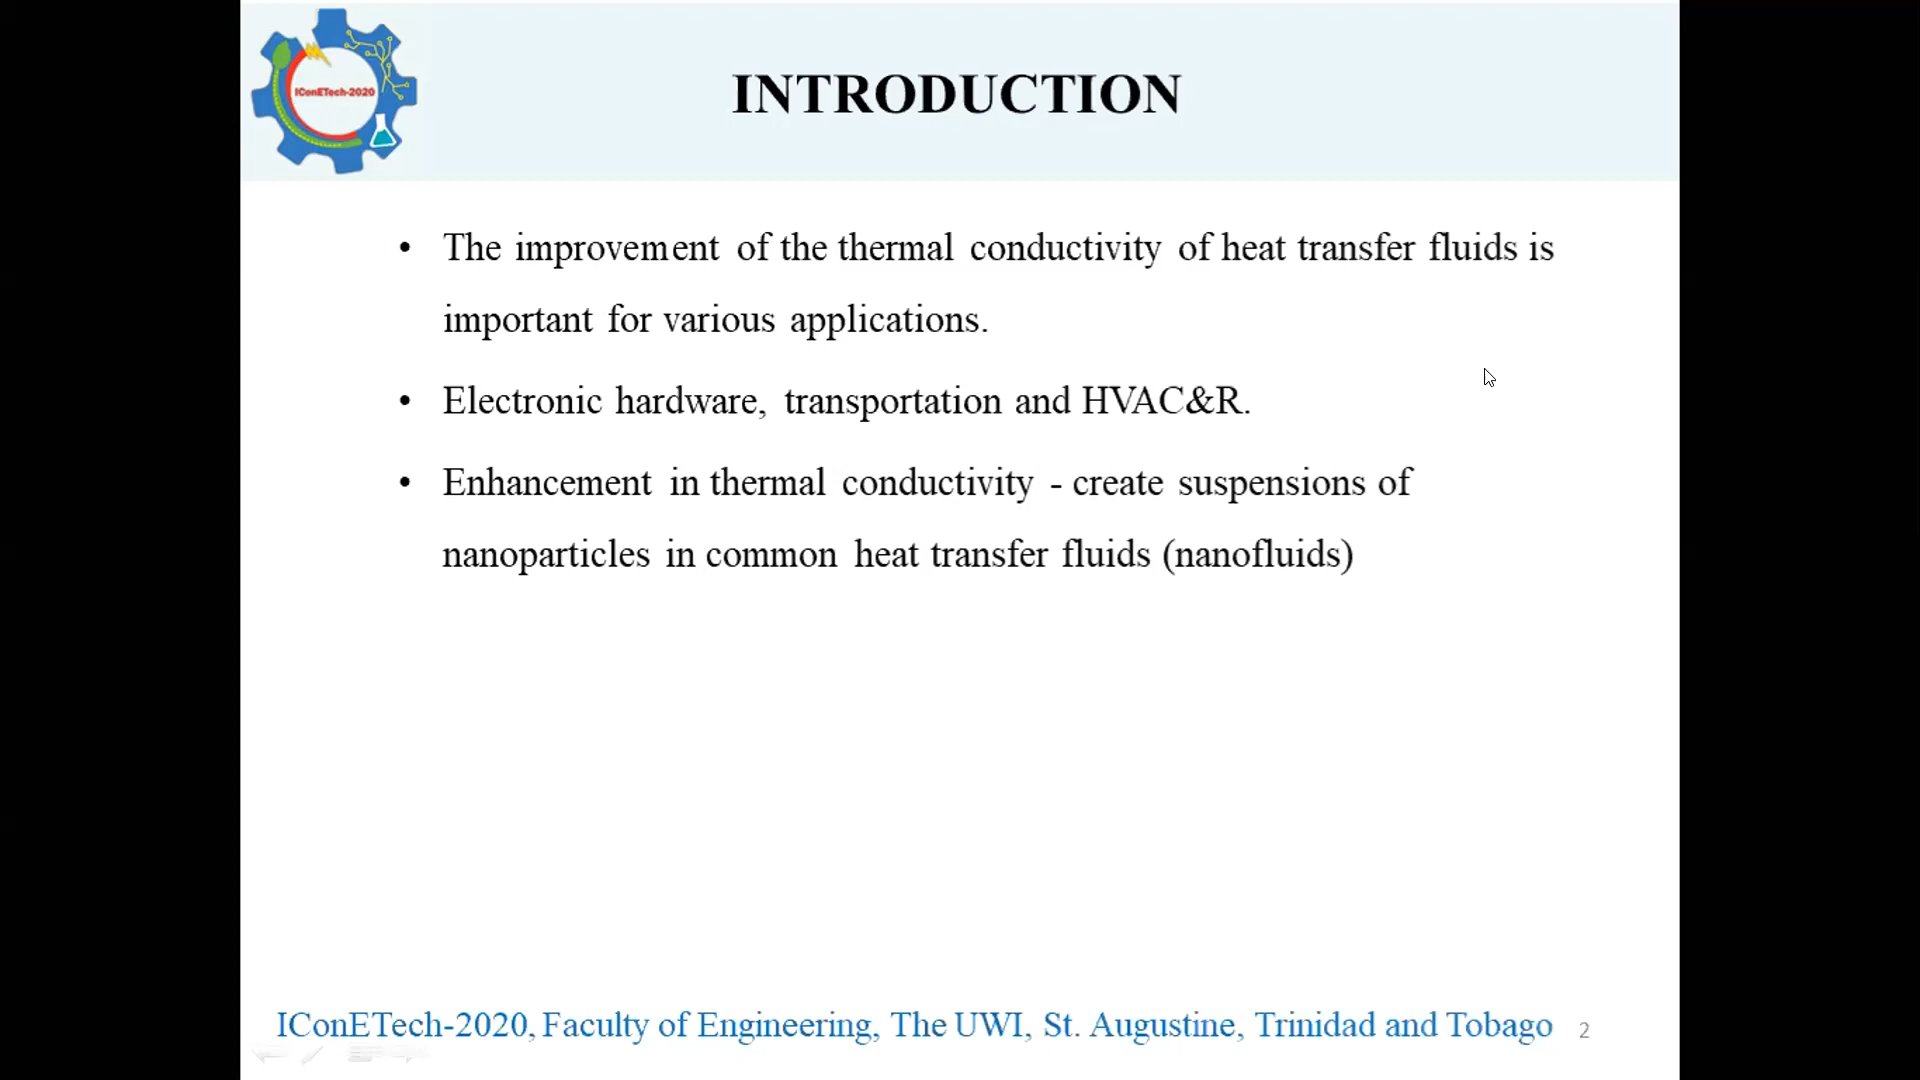 IConETech-2020
INTRODUCTION
• The improvement of the thermal conductivity of heat transfer fluids is
important for various applications.
• Electronic hardware, transportation and HVAC&R.
• Enhancement in thermal conductivity - create suspensions of
nanoparticles in common heat transfer fluids (nanofluids)
IConETech-2020, Faculty of Engineering, The UWI, St. Augustine, Trinidad and Tobago 2